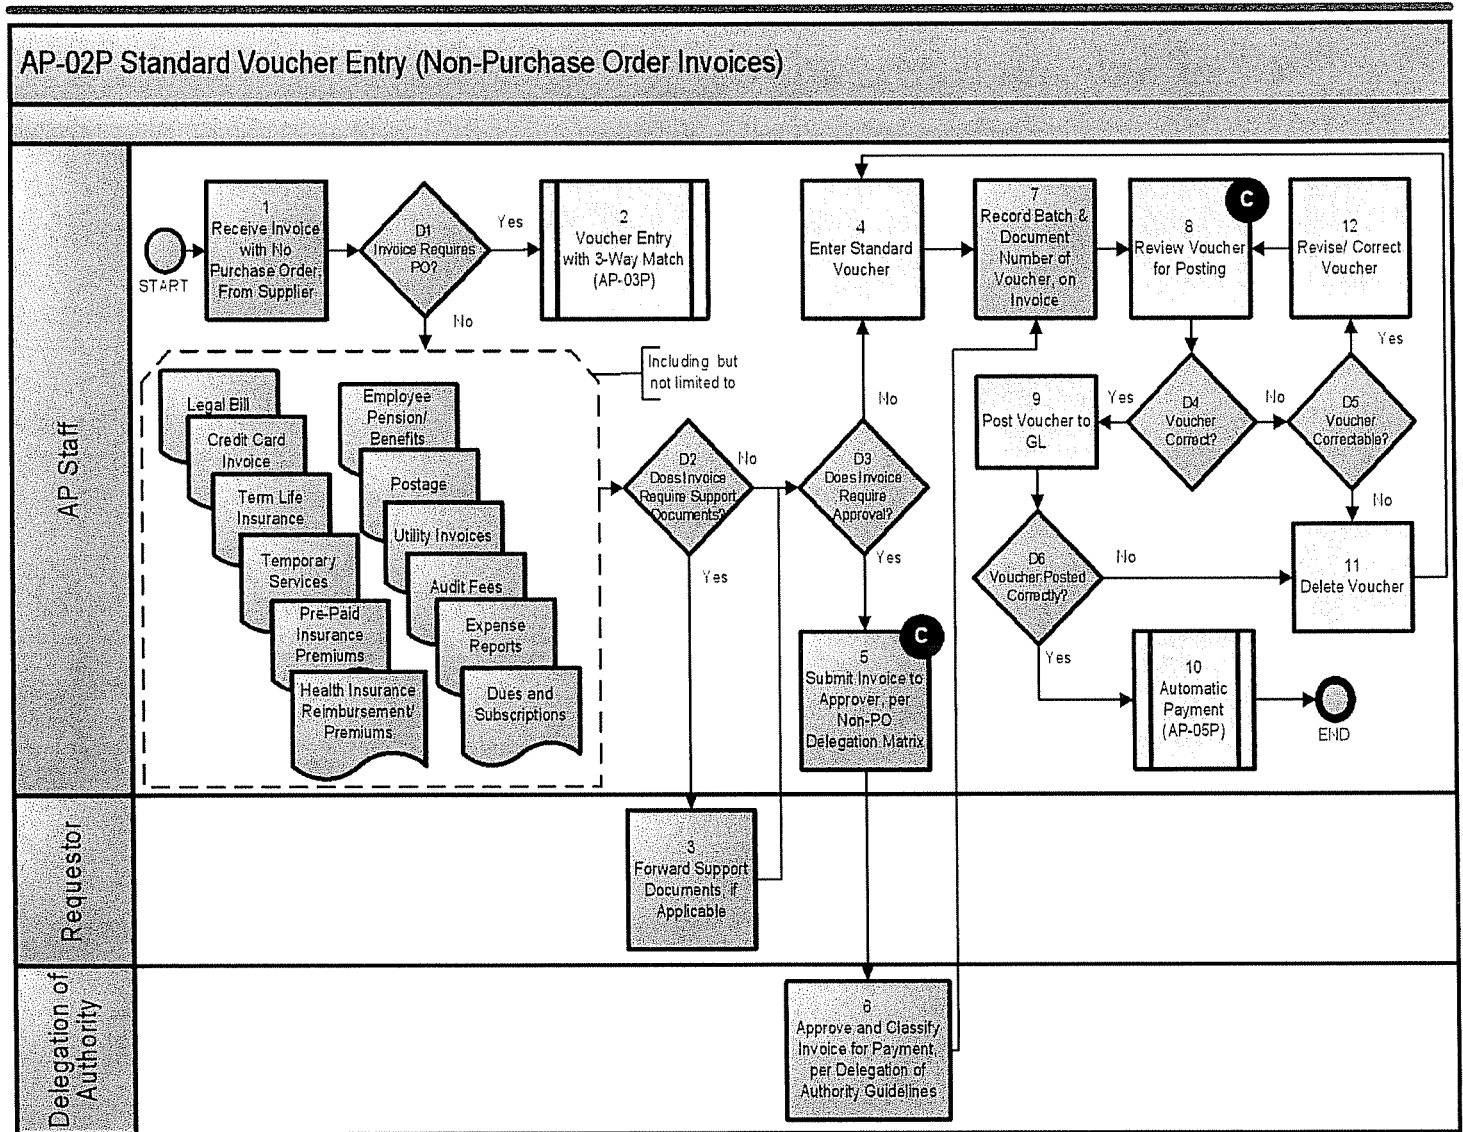 AP-02P Standard Voucher Entry (Non-Purchase Order Invoices)
AP Staff
START
1
Receive Invoice
with No
Purchase Order,
From Supplier
D1
Invoice Requires
PO?
Yes
No
2
Voucher Entry
with 3-Way Match
(AP-03P)
Including but
not limited to
Legal Bill
Credit Card
Invoice
Term Life
Insurance
Temporary
Services
Pre-Paid
Insurance
Premiums
Health Insurance
Reimbursement/
Premiums
Employee
Pension/
Benefits
Postage
Utility Invoices
Audit Fees
Expense
Reports
Dues and
Subscriptions
D2
Does Invoice
Require Support
Documents?
No
Yes
D3
Does Invoice
Require
Approval?
No
Yes
4
Enter Standard
Voucher
C
5
Submit Invoice to
Approver, per
Non-PO
Delegation Matrix
7
Record Batch &
Document
Number of
Voucher, on
Invoice
C
8
Review Voucher
for Posting
12
Revise/ Correct
Voucher
D4
Voucher
Correct?
Yes
No
D5
Voucher
Correctable?
Yes
No
9
Post Voucher to
GL
D6
Voucher Posted
Correctly?
No
Yes
11
Delete Voucher
10
Automatic
Payment
(AP-05P)
END
Requestor
3
Forward Support
Documents, if
Applicable
Delegation of
Authority
6
Approve and Classify
Invoice for Payment,
per Delegation of
Authority Guidelines